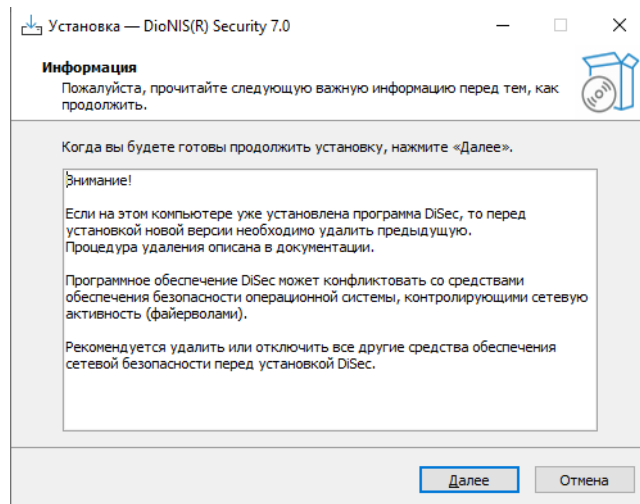 Установка — DioNIS(R) Security 7.0
Информация
Пожалуйста, прочитайте следующую важную информацию перед тем, как
продолжить.
Когда вы будете готовы продолжить установку, нажмите «Далее».
Внимание!
Если на этом компьютере уже установлена программа DiSec, то перед
установкой новой версии необходимо удалить предыдущую.
Процедура удаления описана в документации.
Программное обеспечение DiSec может конфликтовать со средствами
обеспечения безопасности операционной системы, контролирующими сетевую
активность (файерволами).
Рекомендуется удалить или отключить все другие средства обеспечения
сетевой безопасности перед установкой DiSec.
Далее
Отмена